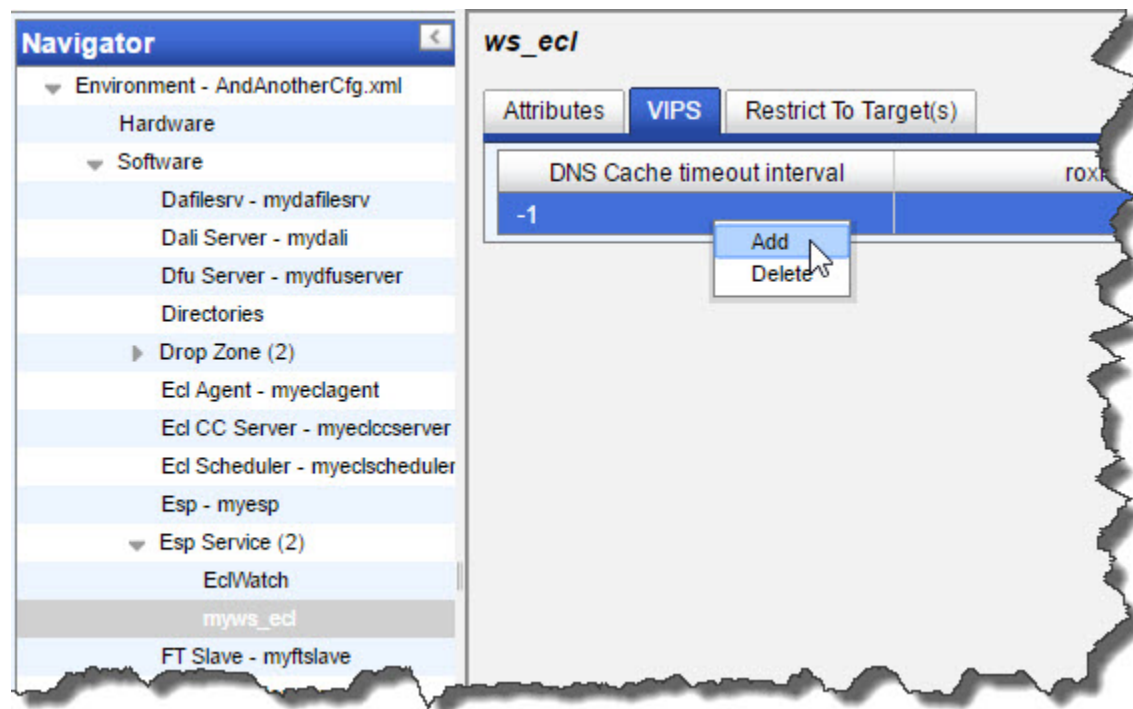 Navigator
Environment - AndAnotherCfg.xml
Hardware
Software
Dafilesrv - mydafilesrv
Dali Server - mydali
Dfu Server - mydfuserver
Directories
Drop Zone (2)
Ecl Agent - myeclagent
Ecl CC Server - myeclccserver
Ecl Scheduler - myeclscheduler
Esp - myesp
Esp Service (2)
EclWatch
myws_ecl
FT Slave - myftslave
ws_ecl
Attributes VIPS Restrict To Target(s)
DNS Cache timeout interval
-1
Add
Delete